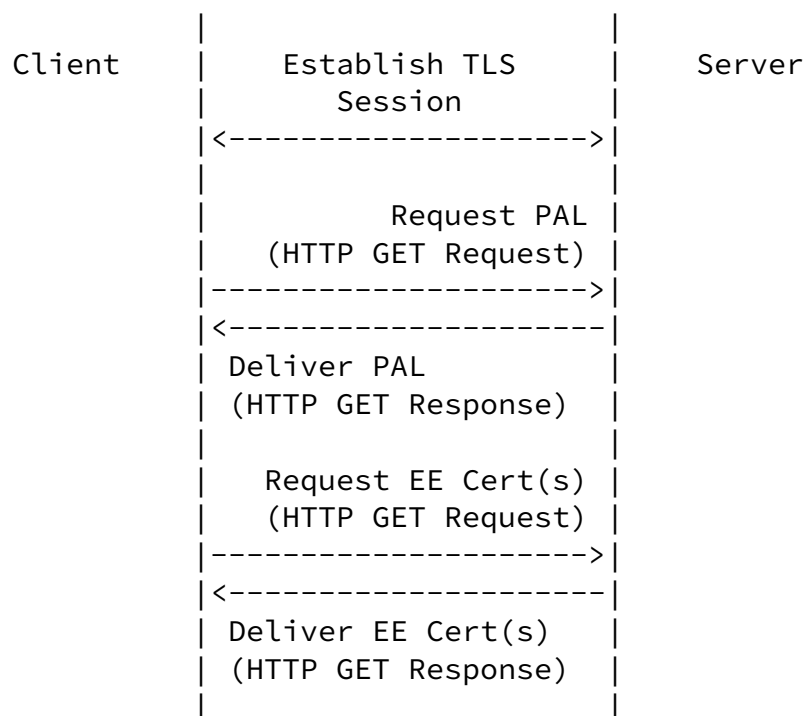 Client Establish TLS Server
Session
Request PAL
(HTTP GET Request)
Deliver PAL
(HTTP GET Response)
Request EE Cert(s)
(HTTP GET Request)
Deliver EE Cert(s)
(HTTP GET Response)